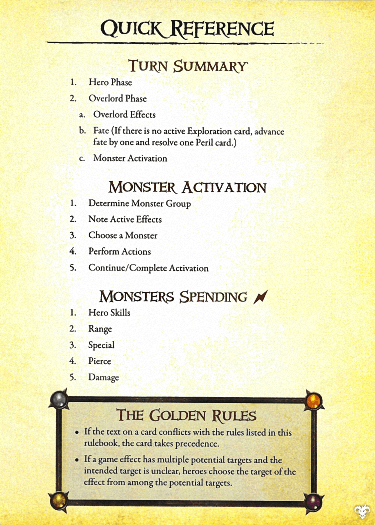 Quick Reference
Turn Summary
1. Hero Phase
2. Overlord Phase
a. Overlord Effects
b. Fate (If there is no active Exploration card, advance
fate by one and resolve one Peril card.)
c. Monster Activation
Monster Activation
1. Determine Monster Group
2. Note Active Effects
3. Choose a Monster
4. Perform Actions
5. Continue/Complete Activation
Monsters Spending
1. Hero Skills
2. Range
3. Special
4. Pierce
5. Damage
The Golden Rules
• If the text on a card conflicts with the rules listed in this
rulebook, the card takes precedence.
• If a game effect has multiple potential targets and the
intended target is unclear, heroes choose the target of the
effect from among the potential targets.